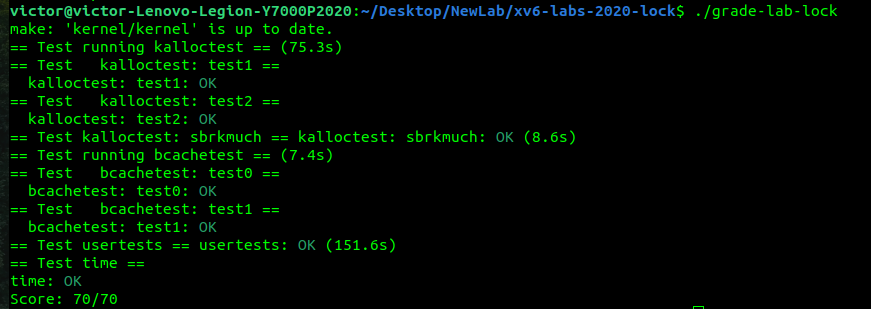 victor@victor-Lenovo-Legion-Y7000P2020:~/Desktop/NewLab/xv6-labs-2020-lock$ ./grade-lab-lock
make: 'kernel/kernel' is up to date.
== Test running kalloctest == (75.3s)
== Test   kalloctest: test1 ==
  kalloctest: test1: OK
== Test   kalloctest: test2 ==
  kalloctest: test2: OK
== Test kalloctest: sbrkmuch == kalloctest: sbrkmuch: OK (8.6s)
== Test running bcachetest == (7.4s)
== Test   bcachetest: test0 ==
  bcachetest: test0: OK
== Test   bcachetest: test1 ==
  bcachetest: test1: OK
== Test usertests == usertests: OK (151.6s)
== Test time ==
time: OK
Score: 70/70